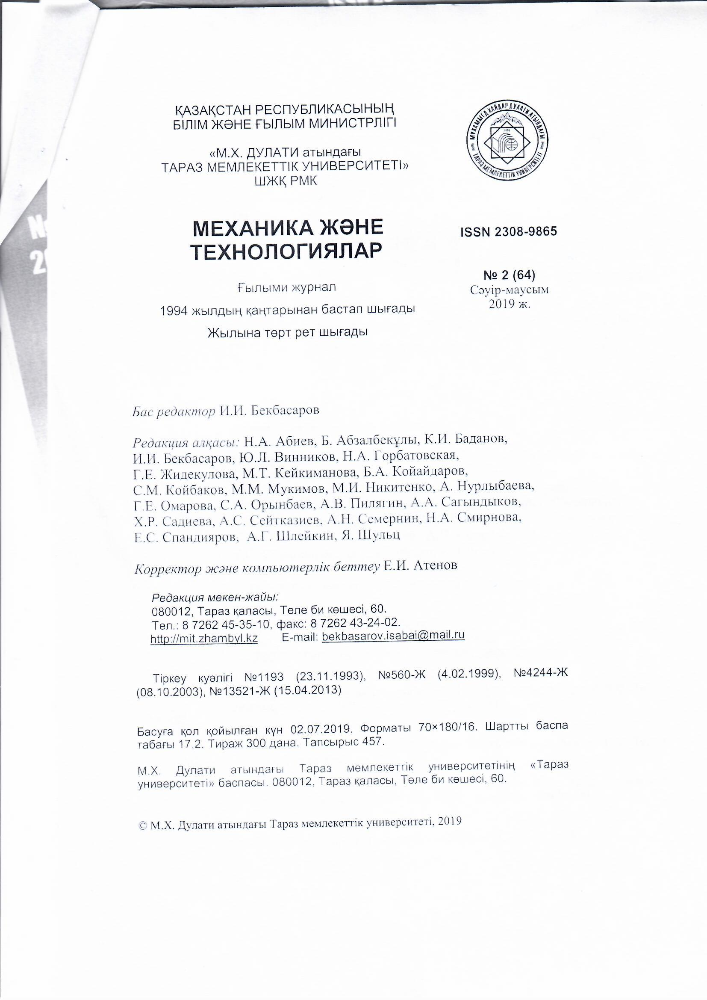 ҚАЗАҚСТАН РЕСПУБЛИКАСЫНЫҢ
БІЛІМ ЖӘНЕ ҒЫЛЫМ МИНИСТРЛІГІ
«М.Х. ДУЛАТИ атындағы
ТАРАЗ МЕМЛЕКЕТТІК УНИВЕРСИТЕТІ»
ШЖҚ РМК
МҰХАММЕД ХАЙДАР ДУЛАТИ АТЫНДАҒЫ
ТАРАЗ МЕМЛЕКЕТТІК УНИВЕРСИТЕТІ
МЕХАНИКА ЖӘНЕ
ТЕХНОЛОГИЯЛАР
Ғылыми журнал
1994 жылдың қаңтарынан бастап шығады
Жылына төрт рет шығады
ISSN 2308-9865
№ 2 (64)
Сәуір-маусым
2019 ж.
Бас редактор И.И. Бекбасаров
Редакция алқасы: Н.А. Абиев, Б. Абзалбекұлы, К.И. Баданов,
И.И. Бекбасаров, Ю.Л. Винников, Н.А. Горбатовская,
Г.Е. Жидекулова, М.Т. Кейкиманова, Б.А. Койайдаров,
С.М. Койбаков, М.М. Мукимов, М.И. Никитенко, А. Нурлыбаева,
Г.Е. Омарова, С.А. Орынбаев, А.В. Пилягин, А.А. Сагындыков,
Х.Р. Садиева, А.С. Сейтказиев, А.Н. Семернин, Н.А. Смирнова,
Е.С. Спандияров, А.Г. Шлейкин, Я. Шульц
Корректор және компьютерлік беттеу Е.И. Атенов
Редакция мекен-жайы:
080012, Тараз қаласы, Төле би көшесі, 60.
Тел.: 8 7262 45-35-10, факс: 8 7262 43-24-02.
http://mit.zhambyl.kz E-mail: bekbasarov.isabai@mail.ru
Тіркеу куәлігі №1193 (23.11.1993), №560-Ж (4.02.1999), №4244-Ж
(08.10.2003), №13521-Ж (15.04.2013)
Басуға қол қойылған күн 02.07.2019. Форматы 70×180/16. Шартты баспа
табағы 17,2. Тираж 300 дана. Тапсырыс 457.
М.Х. Дулати атындағы Тараз мемлекеттік университетінің «Тараз
университеті» баспасы. 080012, Тараз қаласы, Төле би көшесі, 60.
© М.Х. Дулати атындағы Тараз мемлекеттік университеті, 2019